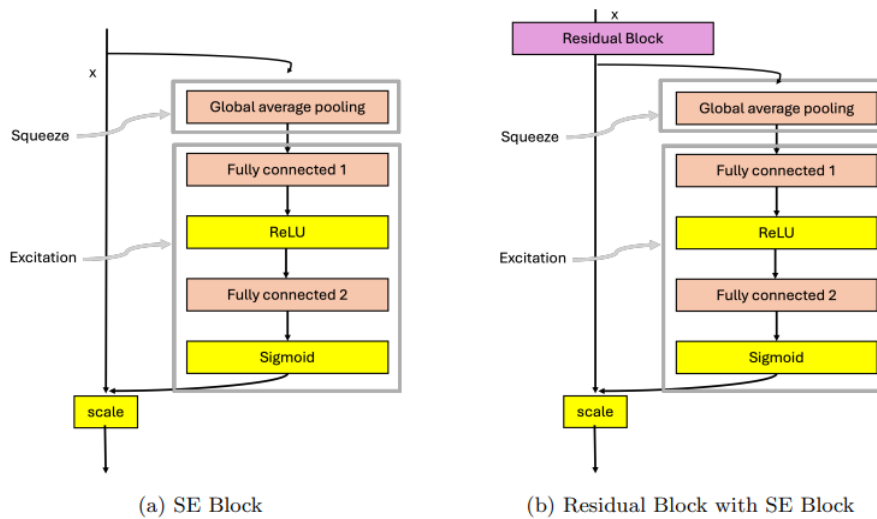 x
Global average pooling
Squeeze
Fully connected 1
ReLU
Excitation
Fully connected 2
Sigmoid
scale
(a) SE Block
x
Residual Block
Global average pooling
Squeeze
Fully connected 1
ReLU
Excitation
Fully connected 2
Sigmoid
scale
(b) Residual Block with SE Block